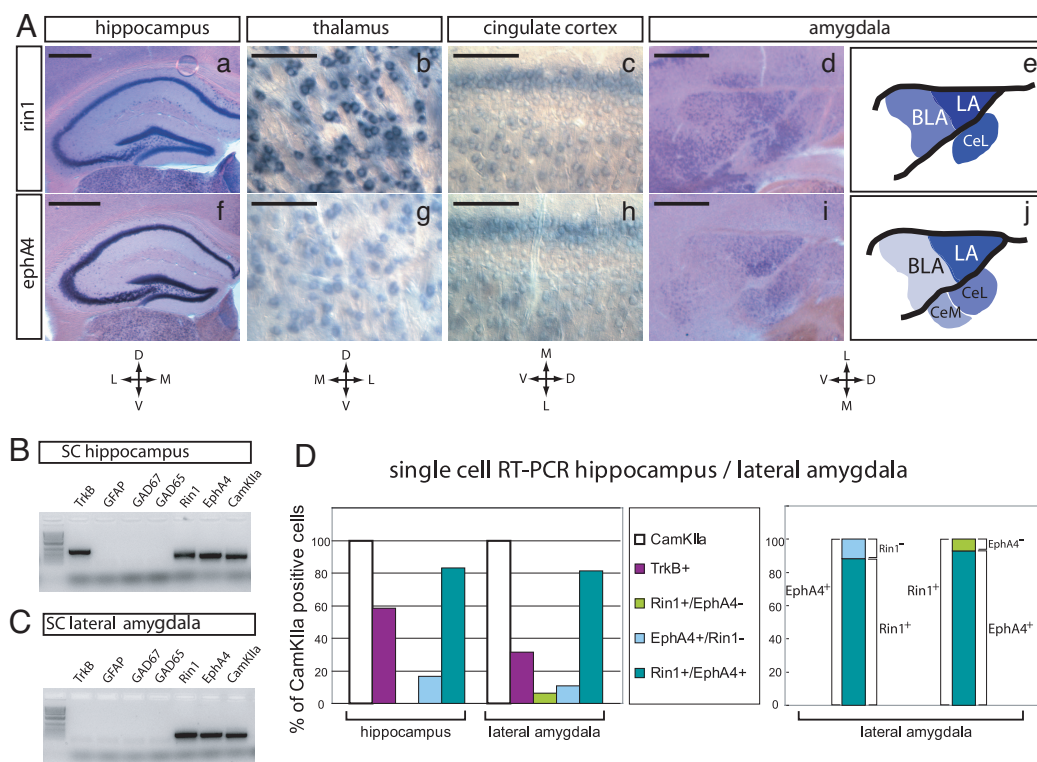 A
hippocampus
thalamus
cingulate cortex
amygdala
rin1
a
b
c
d
e
BLA
LA
CeL
ephA4
f
g
h
i
j
BLA
LA
CeL
CeM
D
L
M
V
D
M
L
V
M
V
D
L
L
V
D
M
B
SC hippocampus
TrkB
GFAP
GAD67
GAD65
Rin1
EphA4
CamKIIa
C
SC lateral amygdala
TrkB
GFAP
GAD67
GAD65
Rin1
EphA4
CamKIIa
D
single cell RT-PCR hippocampus / lateral amygdala
% of CamKIIa positive cells
100
80
60
40
20
0
hippocampus
lateral amygdala
CamKIIa
TrkB+
Rin1+/EphA4-
EphA4+/Rin1-
Rin1+/EphA4+
100
80
60
40
20
0
EphA4+
Rin1-
Rin1+
Rin1+
EphA4-
EphA4+
lateral amygdala